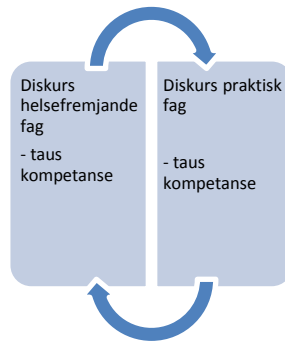 Diskurs
helsefremjande
fag
- taus
kompetanse
Diskurs praktisk
fag
- taus
kompetanse